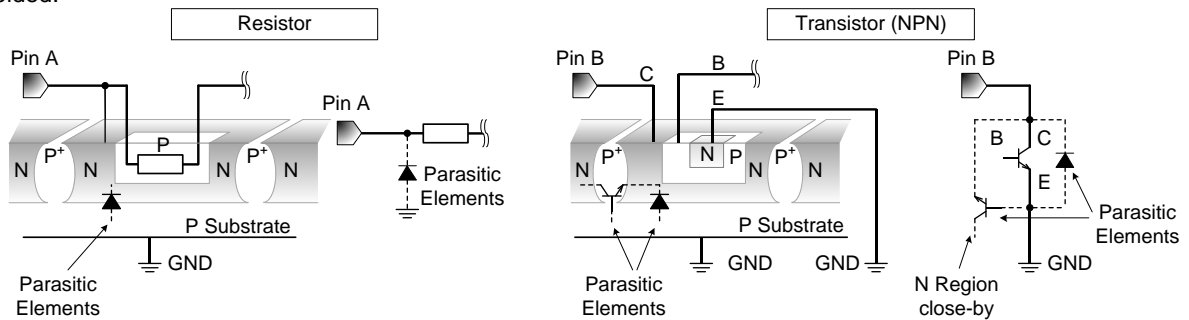 Resistor
Transistor (NPN)
Pin A
Pin A
N
P+
N
P
N
P+
N
Parasitic
Elements
P Substrate
GND
Parasitic
Elements
Pin B
C
B
E
N
P+
N
N
P
N
P+
N
P Substrate
GND
GND
Parasitic
Elements
Pin B
B
C
E
Parasitic
Elements
GND
N Region
close-by